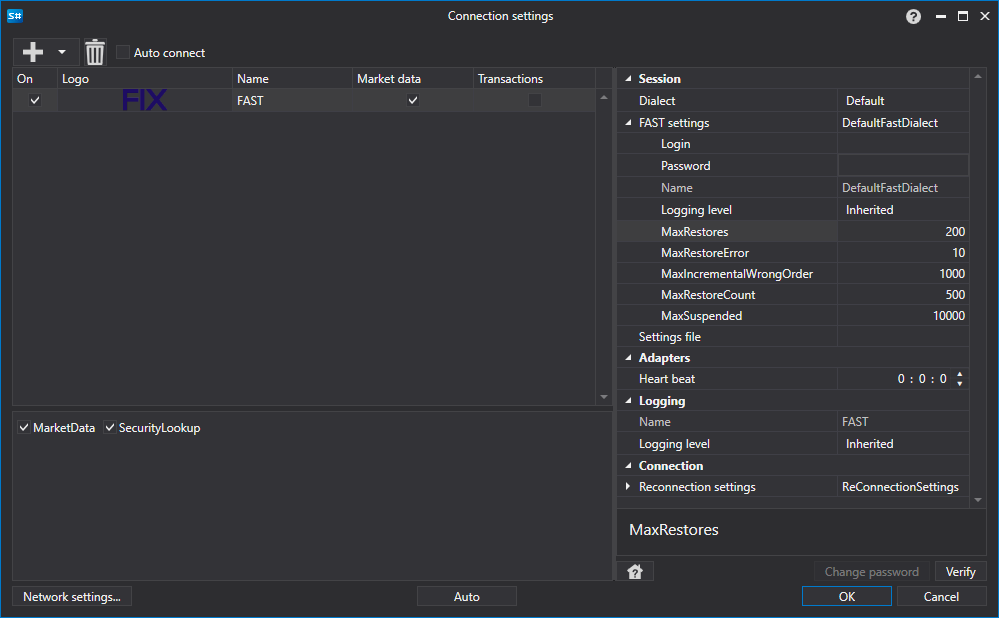 S#
Connection settings
?
Auto connect
On Logo Name Market data Transactions
FIX FAST
MarketData SecurityLookup
Session
Dialect Default
FAST settings DefaultFastDialect
Login
Password
Name DefaultFastDialect
Logging level Inherited
MaxRestores 200
MaxRestoreError 10
MaxIncrementalWrongOrder 1000
MaxRestoreCount 500
MaxSuspended 10000
Settings file
Adapters
Heart beat 0 : 0 : 0
Logging
Name FAST
Logging level Inherited
Connection
Reconnection settings ReConnectionSettings
MaxRestores
? Change password Verify
Network settings... Auto OK Cancel